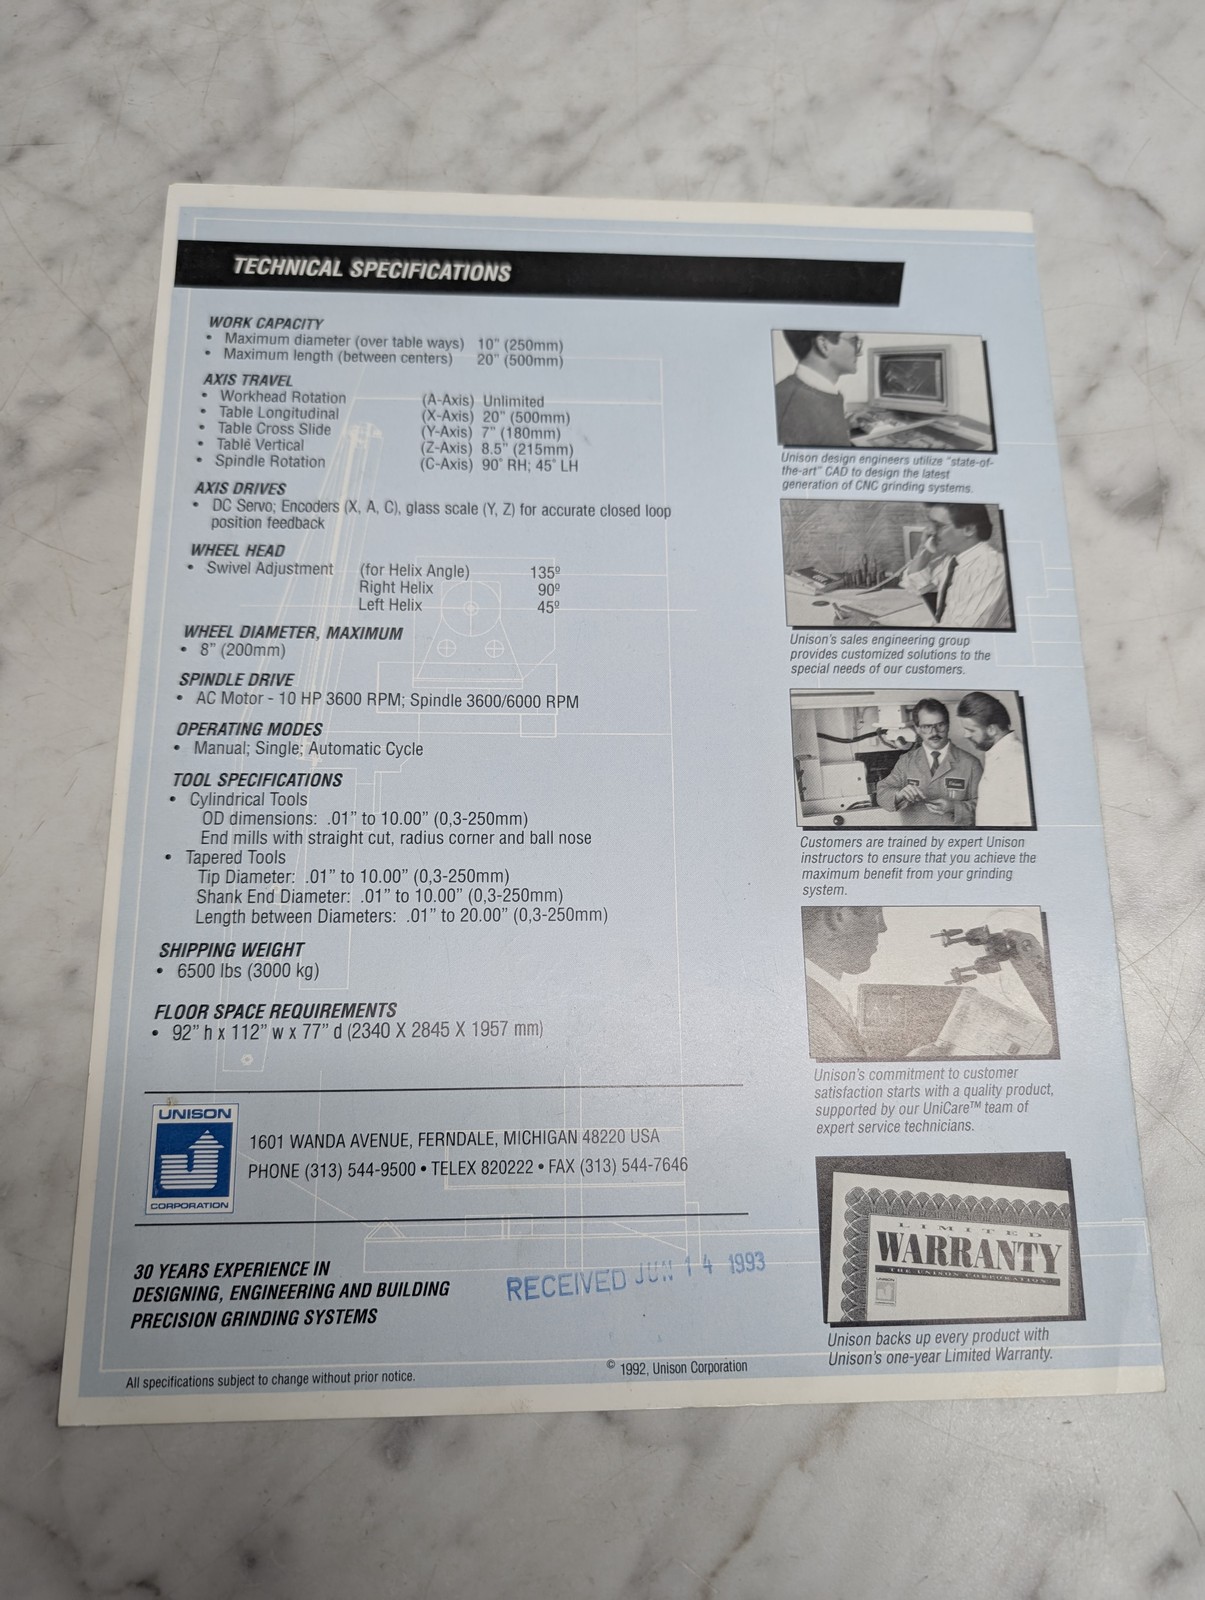 TECHNICAL SPECIFICATIONS
WORK CAPACITY
• Maximum diameter (over table ways) 10" (250mm)
• Maximum length (between centers) 20" (500mm)
AXIS TRAVEL
• Workhead Rotation (A-Axis) Unlimited
• Table Longitudinal (X-Axis) 20" (500mm)
• Table Cross Slide (Y-Axis) 7" (180mm)
• Table Vertical (Z-Axis) 8.5" (215mm)
• Spindle Rotation (C-Axis) 90° RH; 45° LH
AXIS DRIVES
• DC Servo; Encoders (X, A, C), glass scale (Y, Z) for accurate closed loop
position feedback
WHEEL HEAD
• Swivel Adjustment (for Helix Angle) 135º
Right Helix 90º
Left Helix 45º
WHEEL DIAMETER, MAXIMUM
• 8" (200mm)
SPINDLE DRIVE
• AC Motor - 10 HP 3600 RPM; Spindle 3600/6000 RPM
OPERATING MODES
• Manual; Single; Automatic Cycle
TOOL SPECIFICATIONS
• Cylindrical Tools
OD dimensions: .01" to 10.00" (0,3-250mm)
End mills with straight cut, radius corner and ball nose
• Tapered Tools
Tip Diameter: .01" to 10.00" (0,3-250mm)
Shank End Diameter: .01" to 10.00" (0,3-250mm)
Length between Diameters: .01" to 20.00" (0,3-250mm)
SHIPPING WEIGHT
• 6500 lbs (3000 kg)
FLOOR SPACE REQUIREMENTS
• 92" h x 112" w x 77" d (2340 X 2845 X 1957 mm)
UNISON
CORPORATION
1601 WANDA AVENUE, FERNDALE, MICHIGAN 48220 USA
PHONE (313) 544-9500 • TELEX 820222 • FAX (313) 544-7646
30 YEARS EXPERIENCE IN
DESIGNING, ENGINEERING AND BUILDING
PRECISION GRINDING SYSTEMS
RECEIVED JUN 14 1993
All specifications subject to change without prior notice.
© 1992, Unison Corporation
Unison design engineers utilize "state-of-
the-art" CAD to design the latest
generation of CNC grinding systems.
Unison's sales engineering group
provides customized solutions to the
special needs of our customers.
Customers are trained by expert Unison
instructors to ensure that you achieve the
maximum benefit from your grinding
system.
Unison's commitment to customer
satisfaction starts with a quality product,
supported by our UniCare™ team of
expert service technicians.
LIMITED
WARRANTY
THE UNISON CORPORATION
UNISON
Unison backs up every product with
Unison's one-year Limited Warranty.